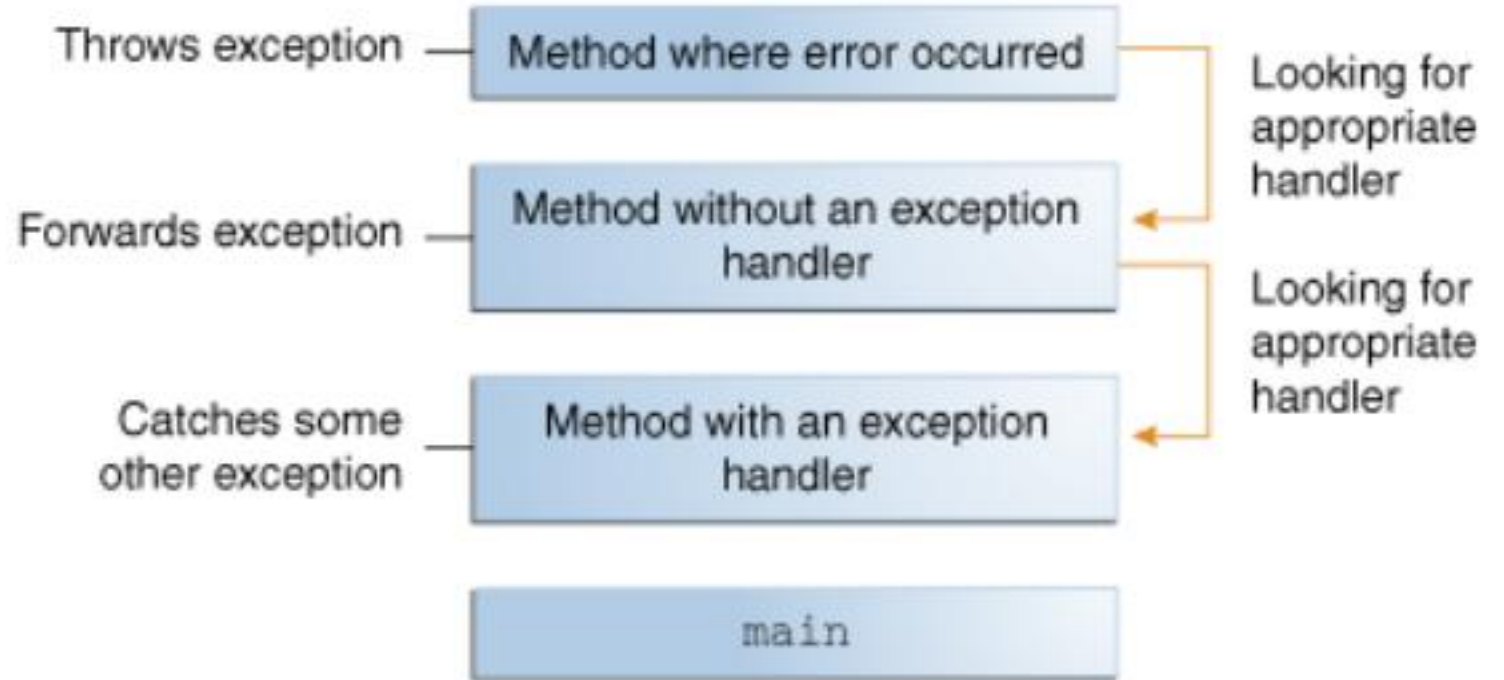 Throws exception
Method where error occurred
Looking for
appropriate
handler
Forwards exception
Method without an exception
handler
Looking for
appropriate
handler
Catches some
other exception
Method with an exception
handler
main